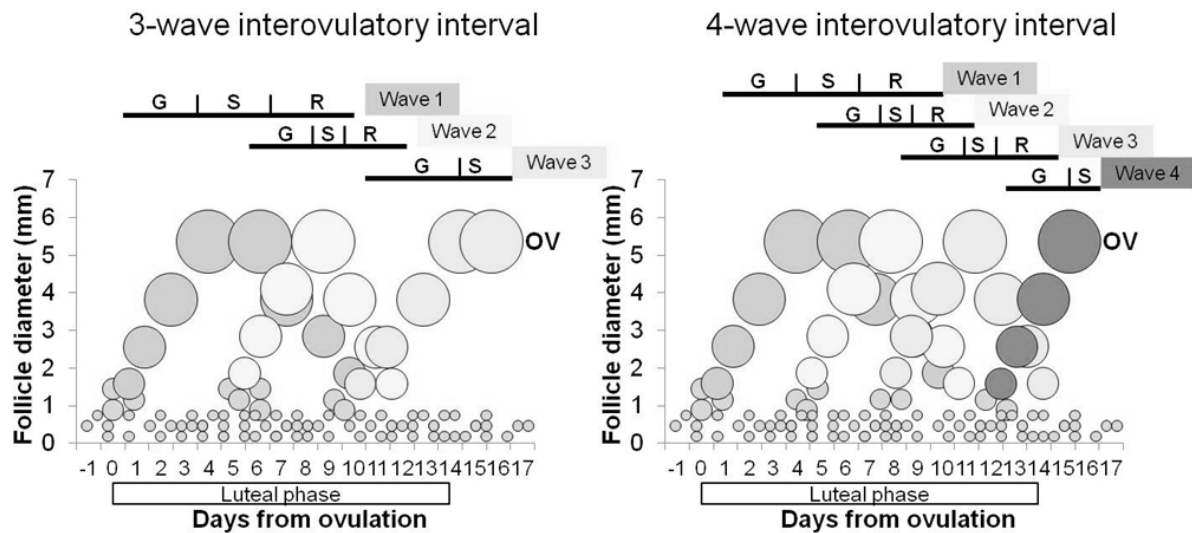 3-wave interovulatory interval
G S R Wave 1
G S R Wave 2
G S Wave 3
Follicle diameter (mm)
7
6
5
4
3
2
1
0
OV
-1 0 1 2 3 4 5 6 7 8 9 10 11 12 13 14 15 16 17
Luteal phase
Days from ovulation
4-wave interovulatory interval
G S R Wave 1
G S R Wave 2
G S R Wave 3
G S Wave 4
Follicle diameter (mm)
7
6
5
4
3
2
1
0
OV
-1 0 1 2 3 4 5 6 7 8 9 10 11 12 13 14 15 16 17
Luteal phase
Days from ovulation